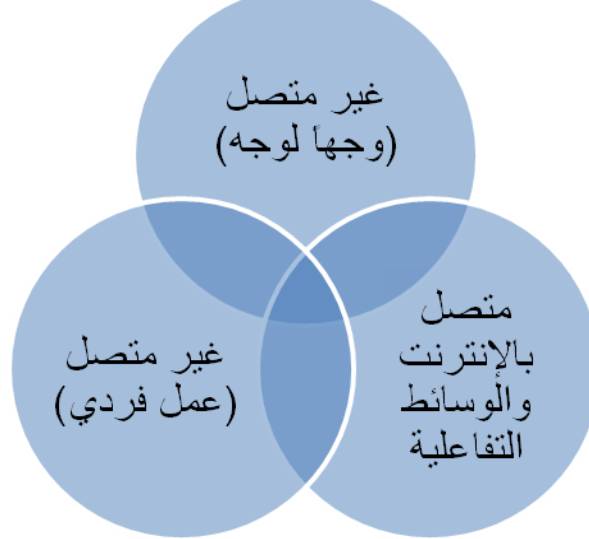 غير متصل
(وجهاً لوجه)
غير متصل
(عمل فردي)
متصل
بالإنترنت
والوسائط
التفاعلية